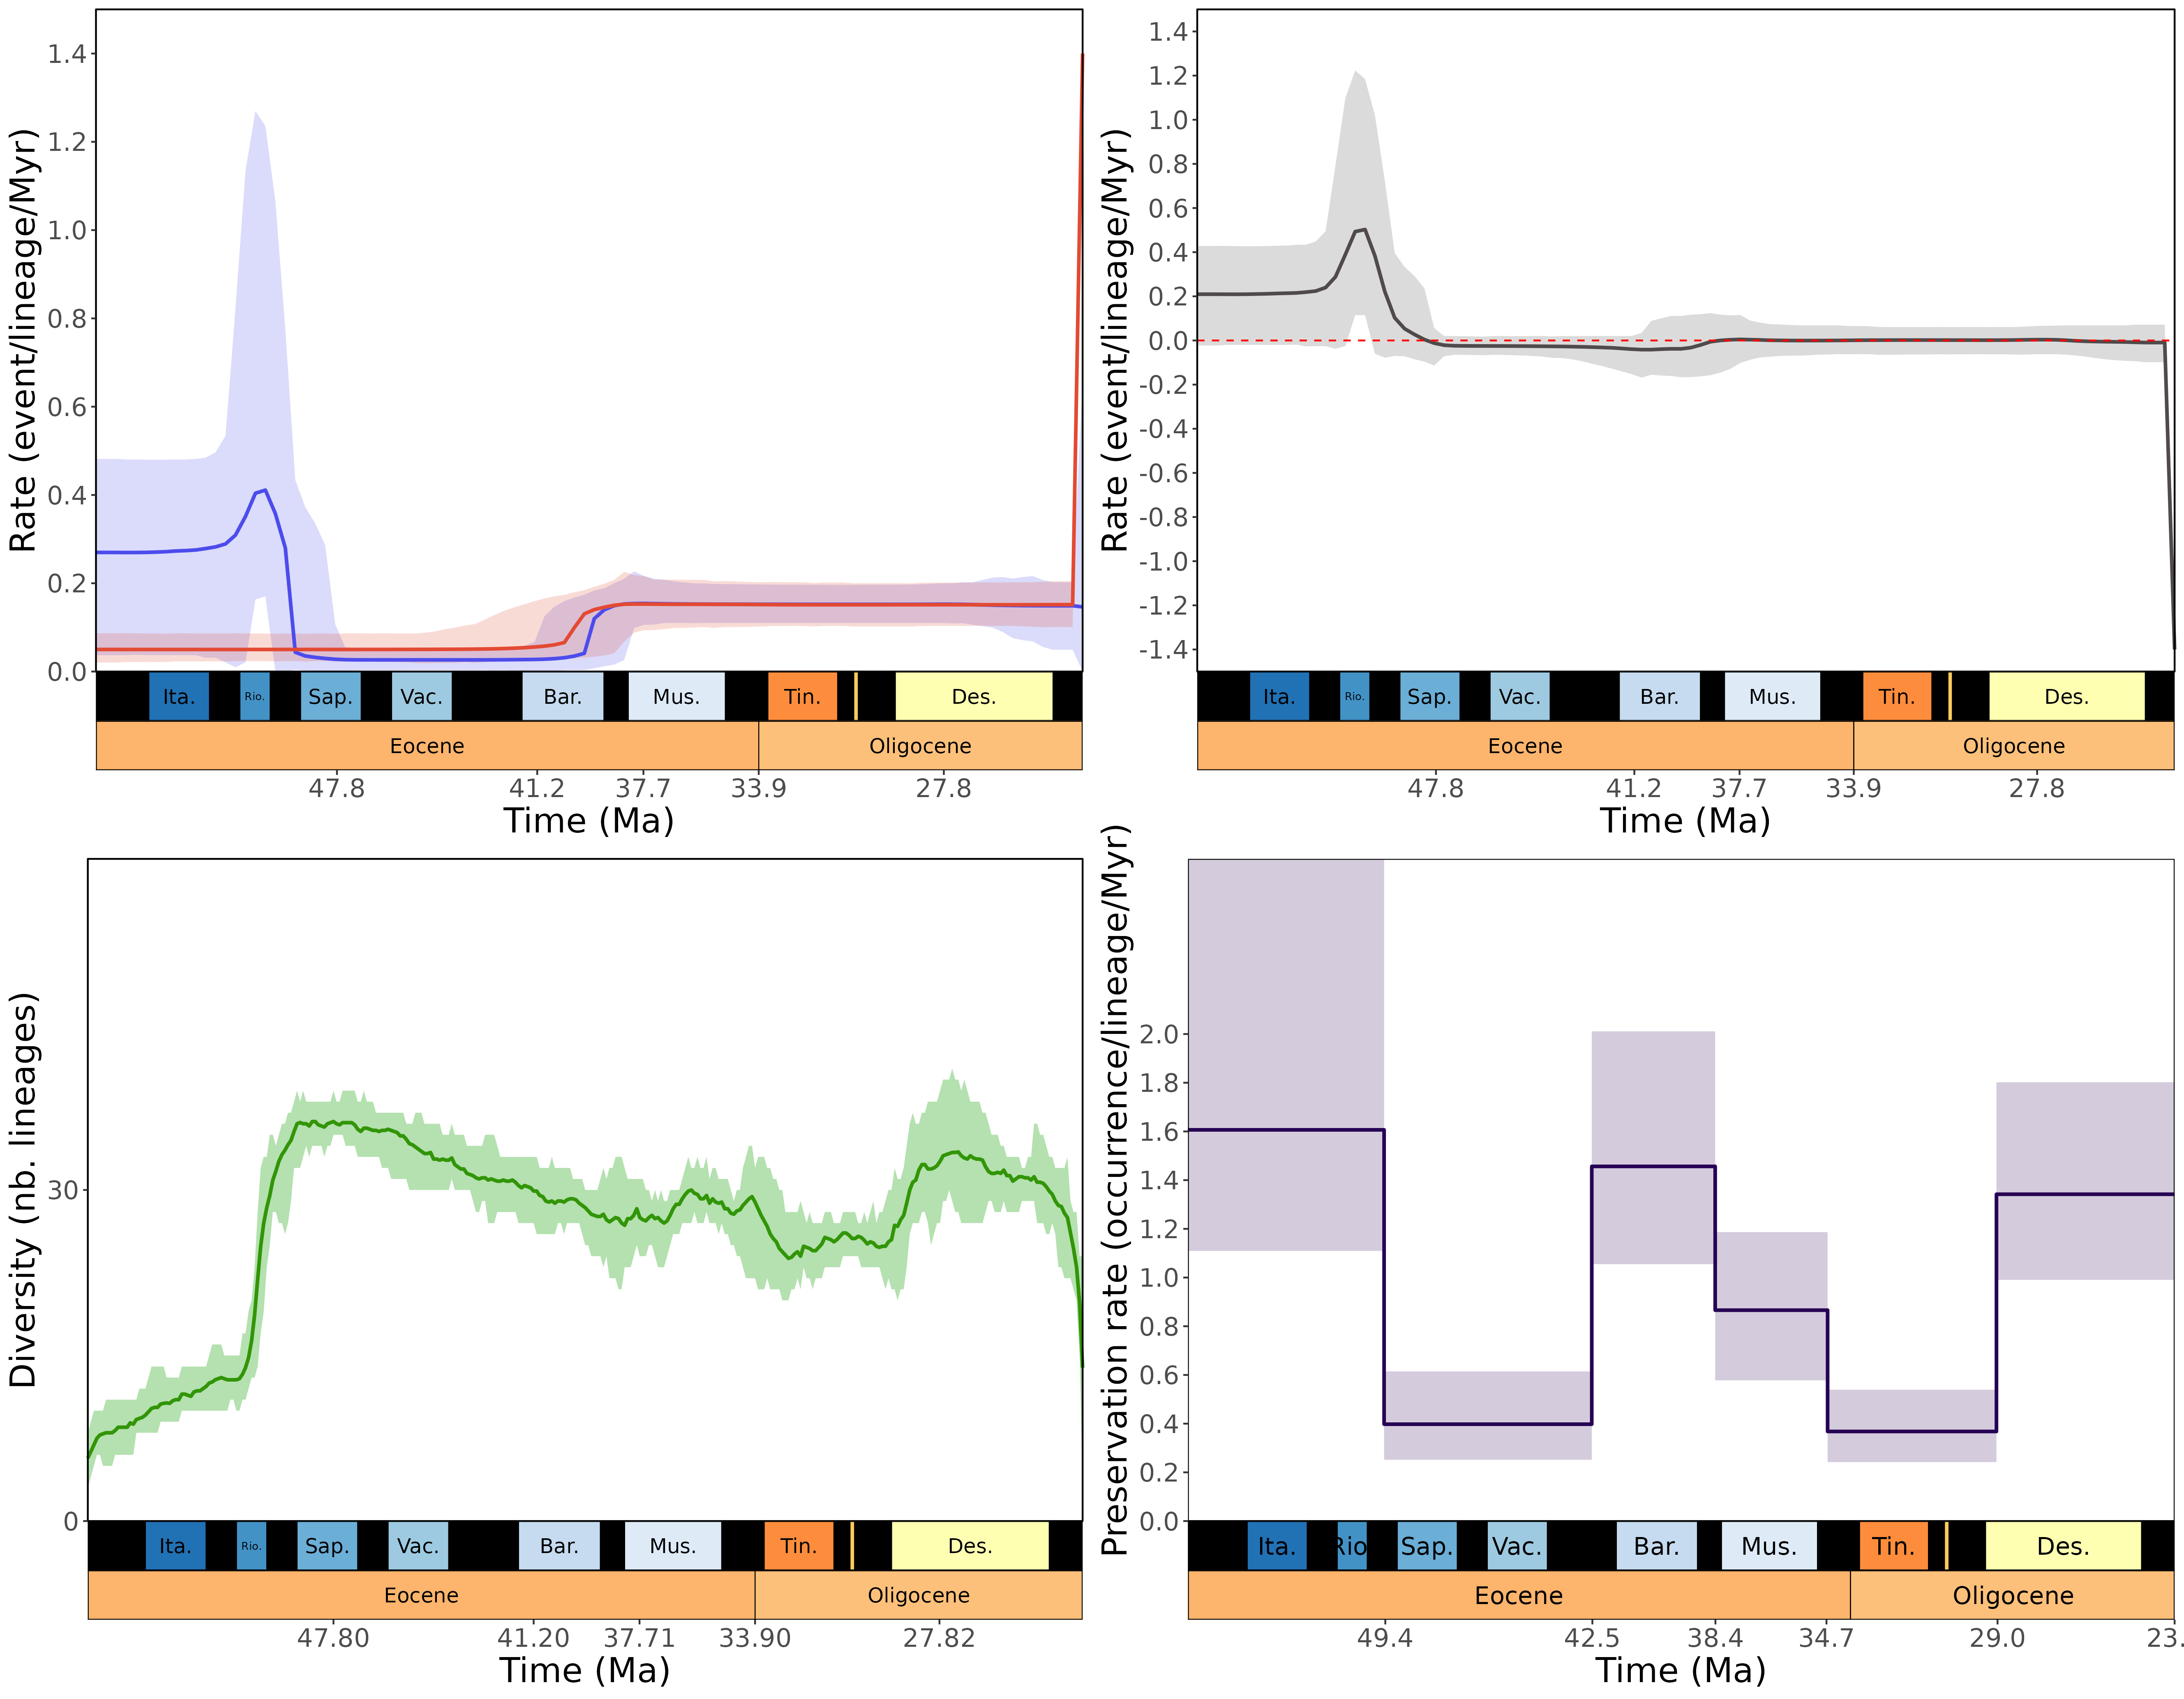 Rate (event/lineage/Myr)
1.4
1.2
1.0
0.8
0.6
0.4
0.2
0.0
Ita.
Rio.
Sap.
Vac.
Bar.
Mus.
Tin.
Des.
Eocene
Oligocene
47.8
41.2
37.7
33.9
27.8
Time (Ma)
Rate (event/lineage/Myr)
1.4
1.2
1.0
0.8
0.6
0.4
0.2
0.0
-0.2
-0.4
-0.6
-0.8
-1.0
-1.2
-1.4
Ita.
Rio.
Sap.
Vac.
Bar.
Mus.
Tin.
Des.
Eocene
Oligocene
47.8
41.2
37.7
33.9
27.8
Time (Ma)
Diversity (nb. lineages)
30
0
Ita.
Rio.
Sap.
Vac.
Bar.
Mus.
Tin.
Des.
Eocene
Oligocene
47.80
41.20
37.71
33.90
27.82
Time (Ma)
Preservation rate (occurrence/lineage/Myr)
2.0
1.8
1.6
1.4
1.2
1.0
0.8
0.6
0.4
0.2
0.0
Ita.
Rio
Sap.
Vac.
Bar.
Mus.
Tin.
Des.
Eocene
Oligocene
49.4
42.5
38.4
34.7
29.0
23.
Time (Ma)